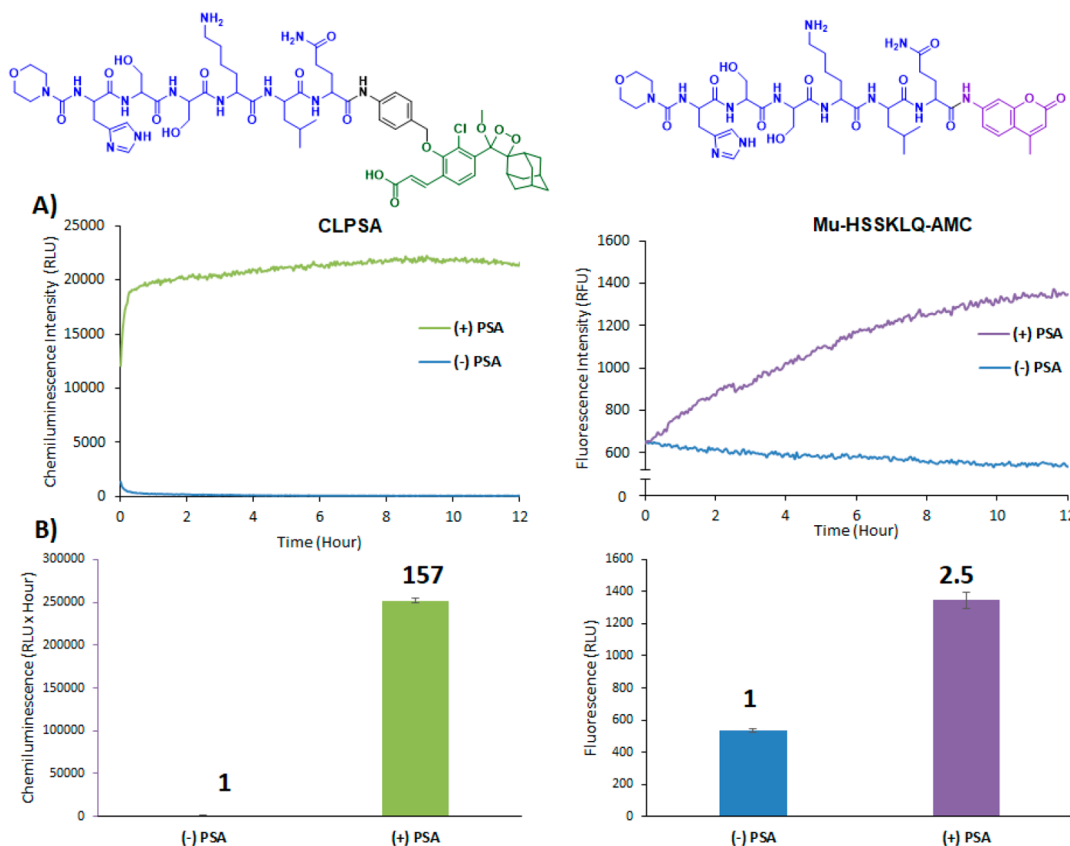 NH₂
H₂N
O
HO
O
N
O
H
N
O
N
H
O
H
N
O
N
H
O
H
N
O
N
H
O
H
N
HO
N
NH
O
Cl
O
O
O
HO
O
NH₂
H₂N
O
HO
O
N
O
H
N
O
N
H
O
H
N
O
N
H
O
H
N
O
N
H
O
H
N
O
O
HO
N
NH
A)
CLPSA
Chemiluminescence Intensity (RLU)
25000
20000
15000
10000
5000
0
(+) PSA
(-) PSA
0 2 4 6 8 10 12
Time (Hour)
Mu-HSSKLQ-AMC
Fluorescence Intensity (RFU)
1600
1400
1200
1000
800
600
0
(+) PSA
(-) PSA
0 2 4 6 8 10 12
Time (Hour)
B)
Chemiluminescence (RLU x Hour)
300000
250000
200000
150000
100000
50000
0
1
157
(-) PSA (+) PSA
Fluorescence (RLU)
1600
1400
1200
1000
800
600
400
200
0
1
2.5
(-) PSA (+) PSA